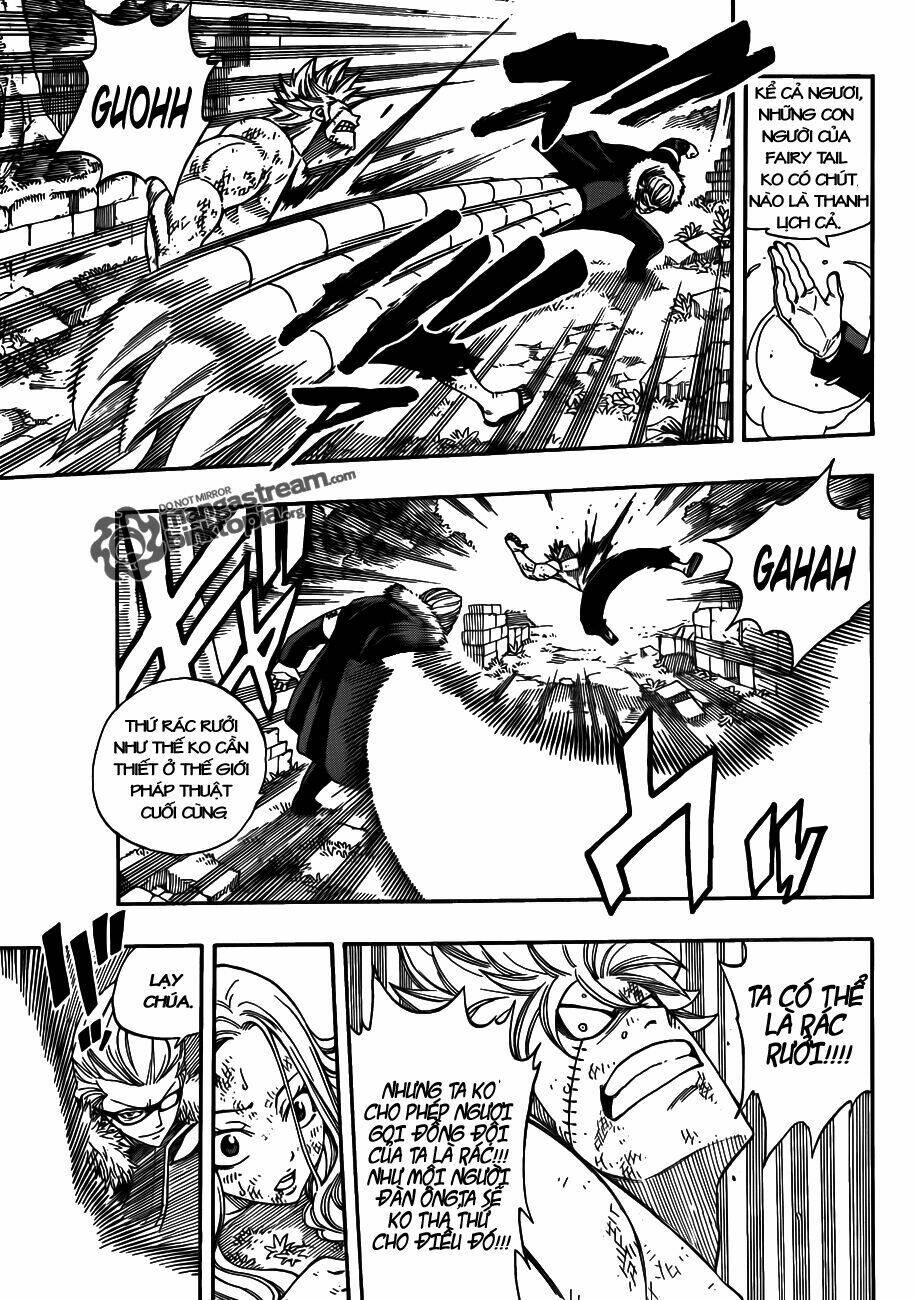 KỂ CẢ NGƯƠI,
NHỮNG CON
NGƯỜI CỦA
FAIRY TAIL
KO CÓ CHÚT
NÀO LÀ THANH
LỊCH CẢ.
GUOHH
GAHAH
DO NOT MIRROR
mangastream.com
binktopia.org
THỨ RÁC RƯỞI
NHƯ THẾ KO CẦN
THIẾT Ở THẾ GIỚI
PHÁP THUẬT
CUỐI CÙNG.
TA CÓ THỂ
LÀ RÁC
RƯỞI!!!!
NHƯNG TA KO
CHO PHÉP NGƯƠI
GỌI ĐỒNG ĐỘI
CỦA TA LÀ RÁC!!!
NHƯ MỘT NGƯỜI
ĐÀN ÔNG,TA SẼ
KO THA THỨ
CHO ĐIỀU ĐÓ!!!
LẠY
CHÚA.